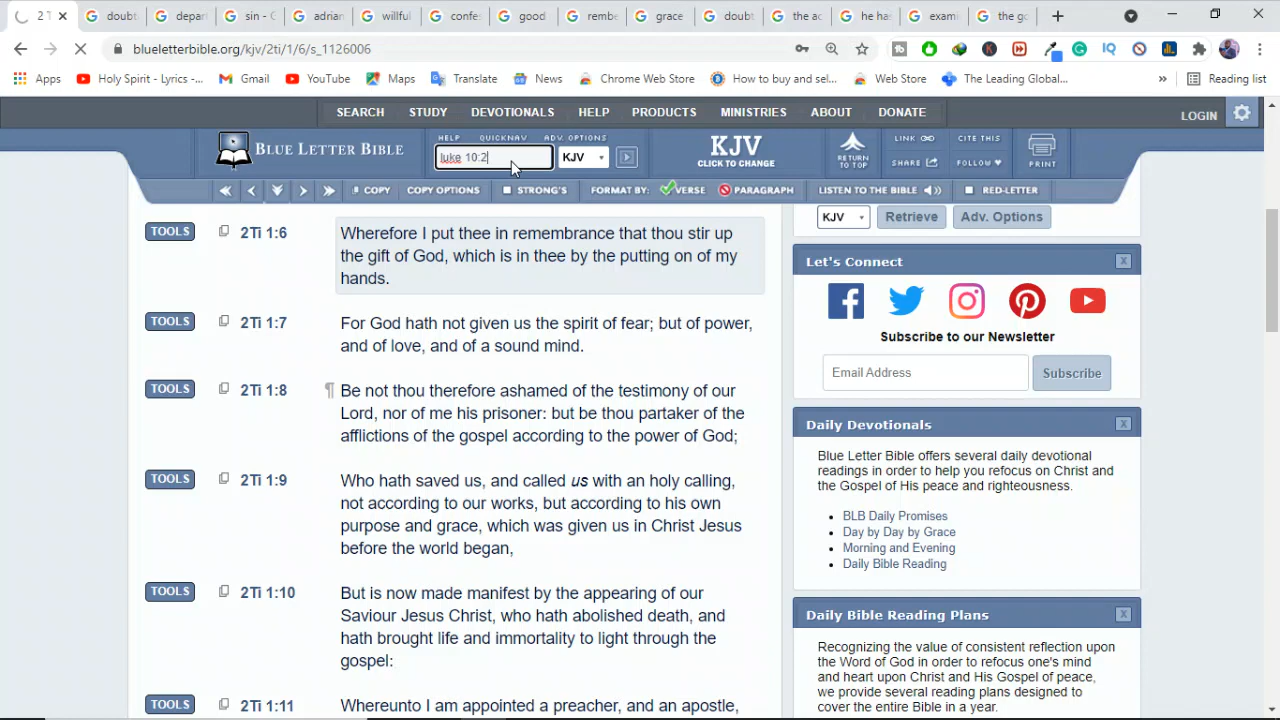 2 T
doubt
depar
sin - G
adrian
willful
confes
good
rembe
grace
doubt
the ac
he has
exami
the go
blueletterbible.org/kjv/2ti/1/6/s_1126006
Apps
Holy Spirit - Lyrics -...
Gmail
YouTube
Maps
Translate
News
Chrome Web Store
How to buy and sel...
Web Store
The Leading Global...
»
Reading list
SEARCH STUDY DEVOTIONALS HELP PRODUCTS MINISTRIES ABOUT DONATE
LOGIN
BLUE LETTER BIBLE
HELP QUICKNAV ADV. OPTIONS
luke 10:2
KJV
KJV
CLICK TO CHANGE
RETURN
TO TOP
LINK
SHARE
CITE THIS
FOLLOW
PRINT
COPY COPY OPTIONS STRONG'S FORMAT BY: VERSE PARAGRAPH LISTEN TO THE BIBLE RED-LETTER
TOOLS 2Ti 1:6 Wherefore I put thee in remembrance that thou stir up
the gift of God, which is in thee by the putting on of my
hands.
TOOLS 2Ti 1:7 For God hath not given us the spirit of fear; but of power,
and of love, and of a sound mind.
TOOLS 2Ti 1:8 ¶ Be not thou therefore ashamed of the testimony of our
Lord, nor of me his prisoner: but be thou partaker of the
afflictions of the gospel according to the power of God;
TOOLS 2Ti 1:9 Who hath saved us, and called us with an holy calling,
not according to our works, but according to his own
purpose and grace, which was given us in Christ Jesus
before the world began,
TOOLS 2Ti 1:10 But is now made manifest by the appearing of our
Saviour Jesus Christ, who hath abolished death, and
hath brought life and immortality to light through the
gospel:
TOOLS 2Ti 1:11 Whereunto I am appointed a preacher, and an apostle,
KJV Retrieve Adv. Options
Let's Connect X
Subscribe to our Newsletter
Email Address Subscribe
Daily Devotionals X
Blue Letter Bible offers several daily devotional
readings in order to help you refocus on Christ and
the Gospel of His peace and righteousness.
BLB Daily Promises
Day by Day by Grace
Morning and Evening
Daily Bible Reading
Daily Bible Reading Plans X
Recognizing the value of consistent reflection upon
the Word of God in order to refocus one's mind
and heart upon Christ and His Gospel of peace,
we provide several reading plans designed to
cover the entire Bible in a year.